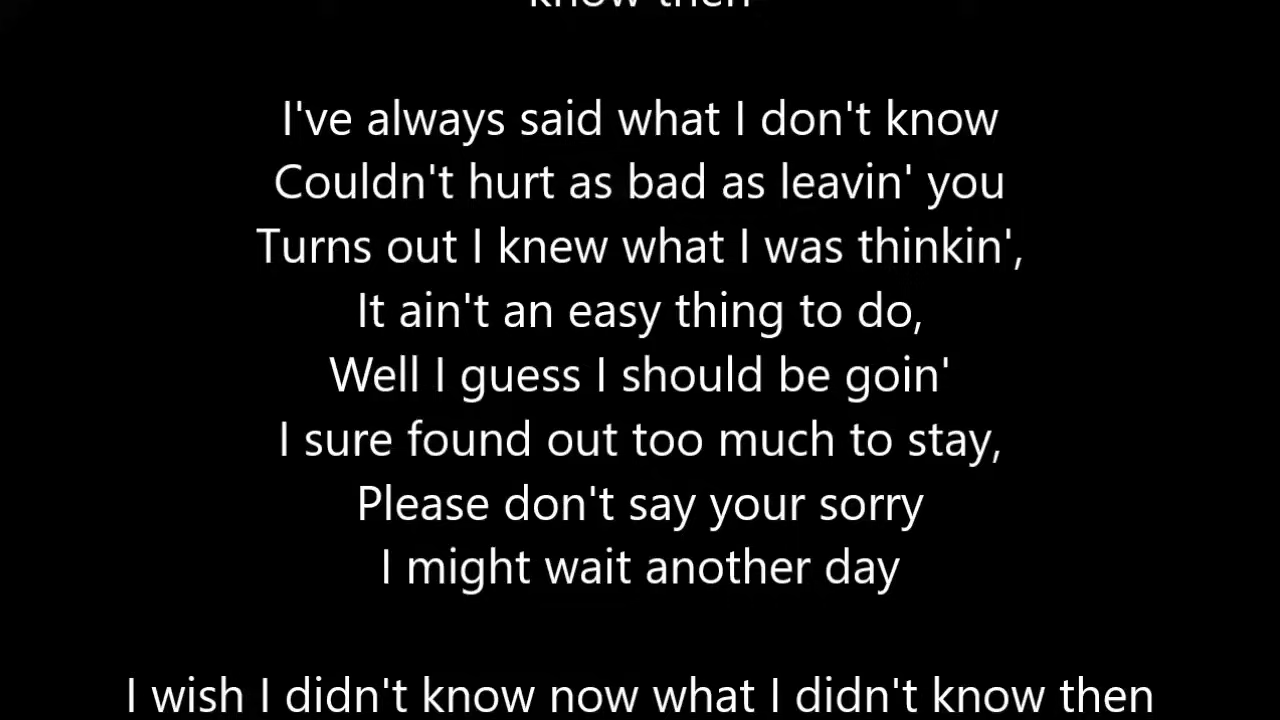 know then
I've always said what I don't know
Couldn't hurt as bad as leavin' you
Turns out I knew what I was thinkin',
It ain't an easy thing to do,
Well I guess I should be goin'
I sure found out too much to stay,
Please don't say your sorry
I might wait another day
I wish I didn't know now what I didn't know then